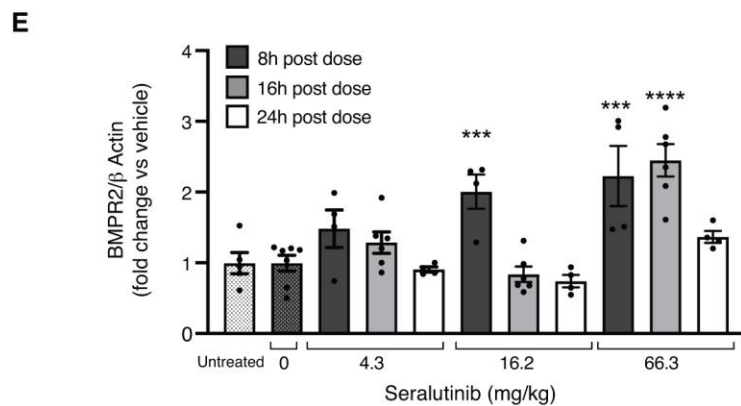 E
8h post dose
16h post dose
24h post dose
BMPR2/β Actin
(fold change vs vehicle)
4
3
2
1
0
***
***
****
Untreated 0 4.3 16.2 66.3
Seralutinib (mg/kg)